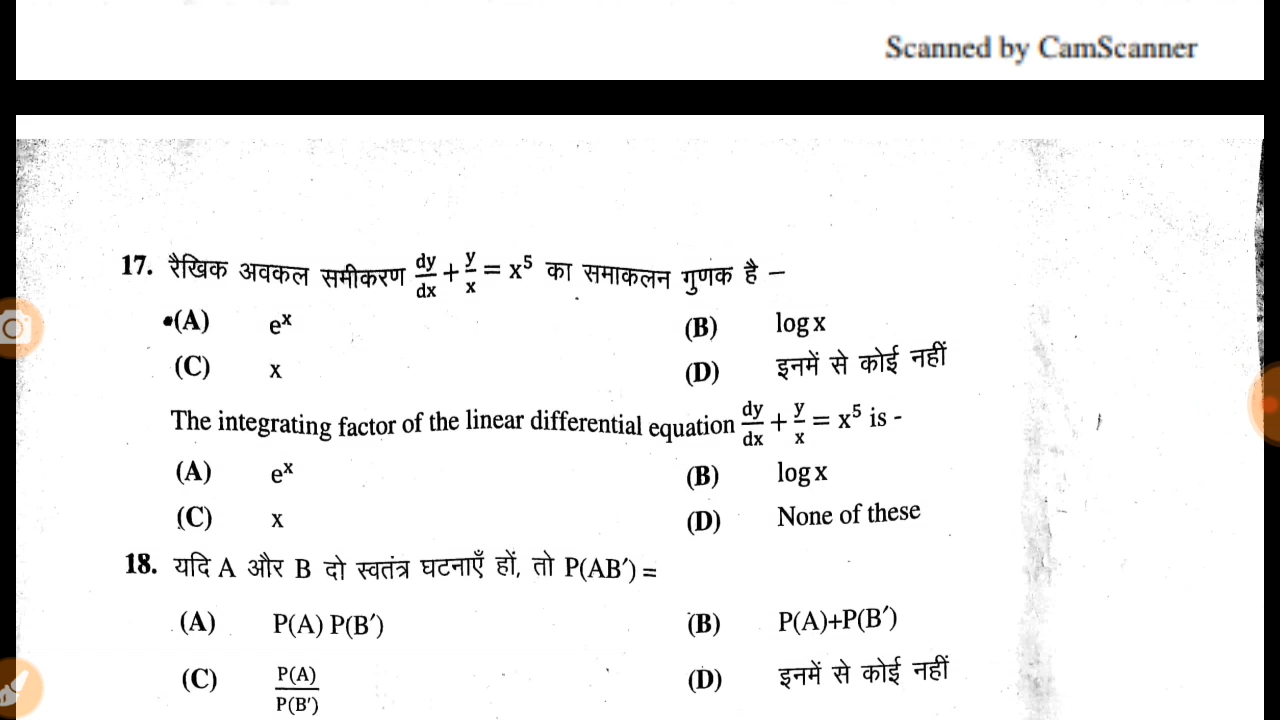 Scanned by CamScanner
17. रैखिक अवकल समीकरण dy/dx + y/x = x⁵ का समाकलन गुणक है –
(A) eˣ (B) log x
(C) x (D) इनमें से कोई नहीं
The integrating factor of the linear differential equation dy/dx + y/x = x⁵ is -
(A) eˣ (B) log x
(C) x (D) None of these
18. यदि A और B दो स्वतंत्र घटनाएँ हों, तो P(AB′) =
(A) P(A) P(B′) (B) P(A)+P(B′)
(C) P(A)/P(B′) (D) इनमें से कोई नहीं